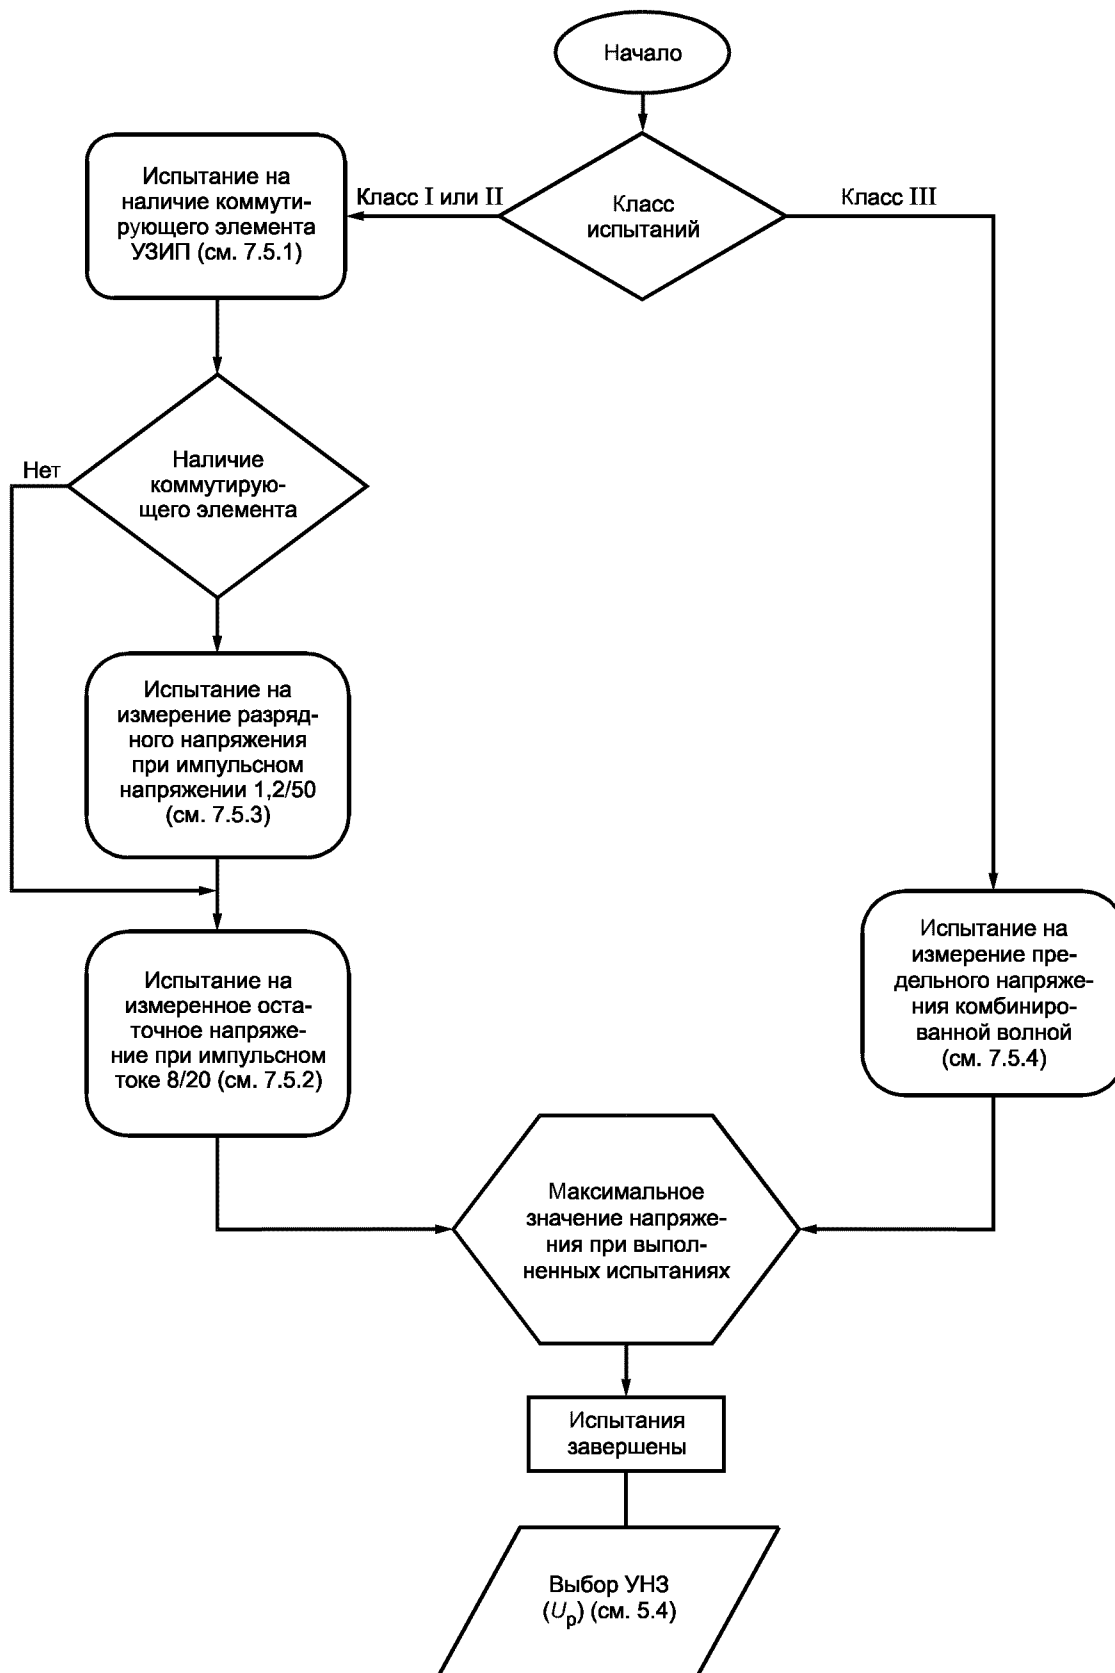 Начало
Класс
испытаний
Класс I или II
Класс III
Испытание на
наличие коммути-
рующего элемента
УЗИП (см. 7.5.1)
Наличие
коммутирую-
щего элемента
Нет
Испытание на
измерение разряд-
ного напряжения
при импульсном
напряжении 1,2/50
(см. 7.5.3)
Испытание на
измеренное оста-
точное напряже-
ние при импульсном
токе 8/20 (см. 7.5.2)
Испытание на
измерение пре-
дельного напряже-
ния комбиниро-
ванной волной
(см. 7.5.4)
Максимальное
значение напряже-
ния при выпол-
ненных испытаниях
Испытания
завершены
Выбор УНЗ
(Uр) (см. 5.4)